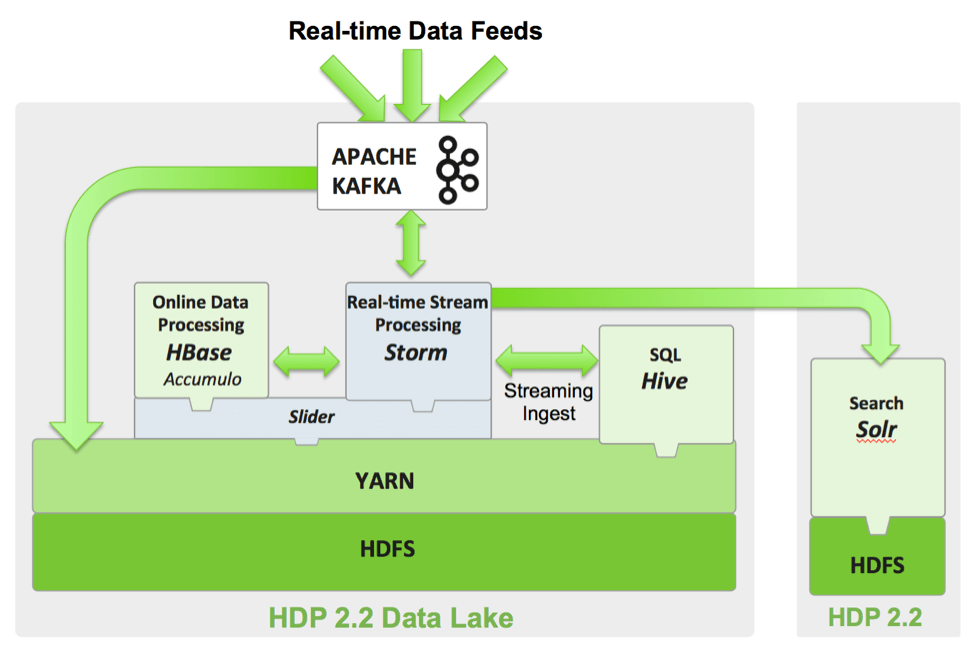 Real-time Data Feeds
APACHE
KAFKA
Online Data
Processing
HBase
Accumulo
Real-time Stream
Processing
Storm
Slider
Streaming
Ingest
SQL
Hive
Search
Solr
YARN
HDFS
HDFS
HDP 2.2 Data Lake
HDP 2.2